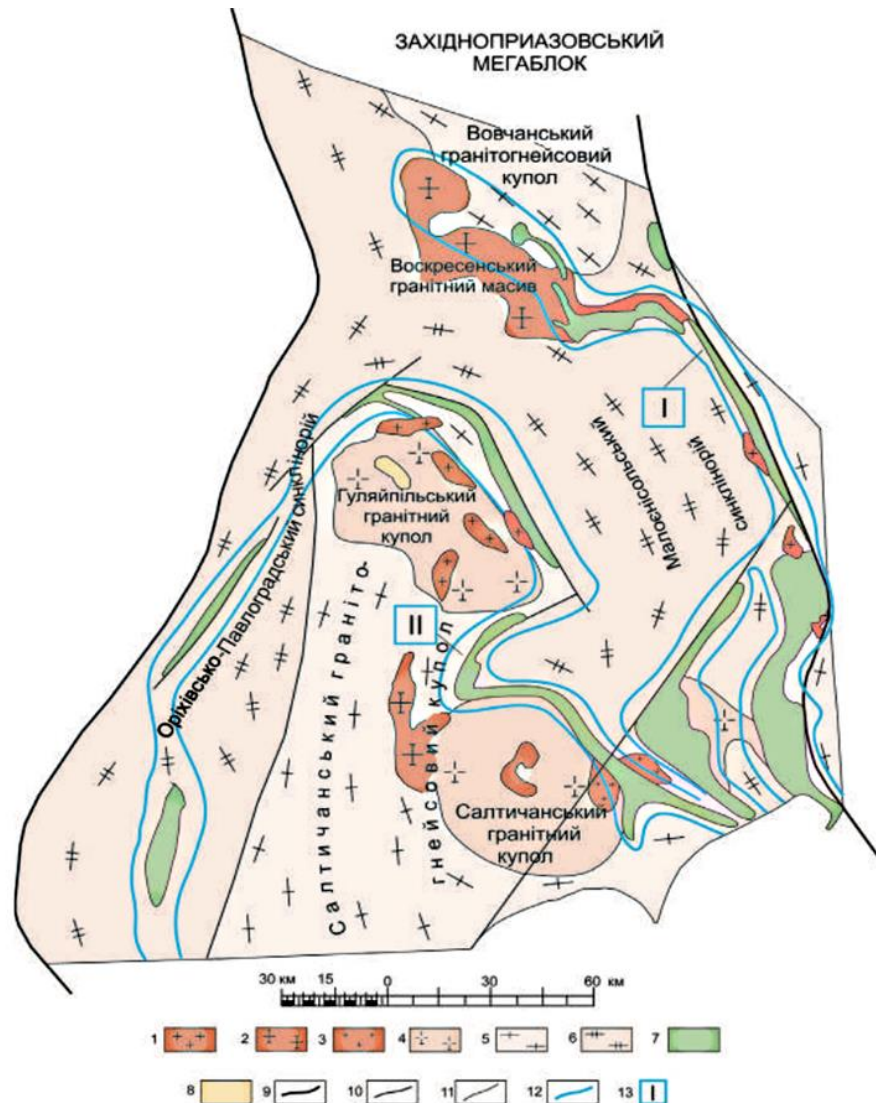 ЗАХІДНОПРИАЗОВСЬКИЙ
МЕГАБЛОК
Вовчанський
гранітогнейсовий
купол
Воскресенський
гранітний масив
I
Малоєнісольський
синклінорій
Оріхівсько-Павлоградський синклінорій
Гуляйпільський
гранітний
купол
II
Салтичанський граніто-
гнейсовий купол
Салтичанський
гранітний
купол
30 км 15 0 30 60 км
1 2 3 4 5 6 7
8 9 10 11 12 13 I